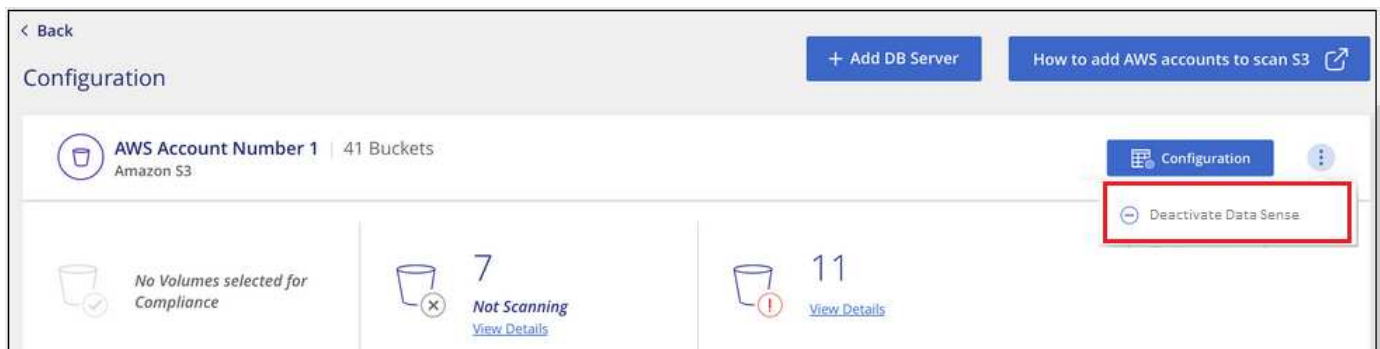 < Back
Configuration
+ Add DB Server
How to add AWS accounts to scan S3
AWS Account Number 1 | 41 Buckets
Amazon S3
Configuration
Deactivate Data Sense
No Volumes selected for
Compliance
7
Not Scanning
View Details
11
View Details